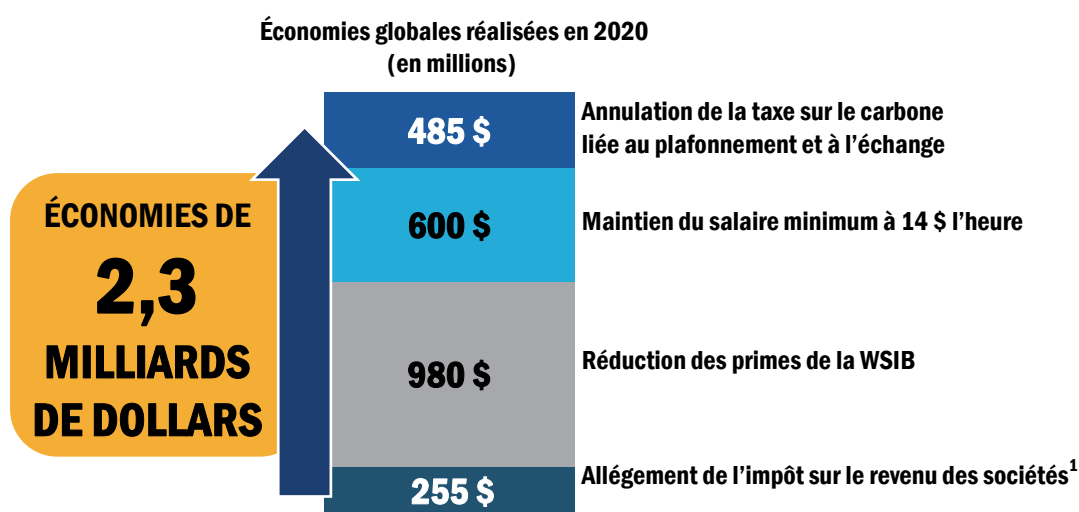 Économies globales réalisées en 2020
(en millions)
485 $
Annulation de la taxe sur le carbone
liée au plafonnement et à l’échange
600 $
Maintien du salaire minimum à 14 $ l’heure
980 $
Réduction des primes de la WSIB
255 $
Allégement de l’impôt sur le revenu des sociétés¹
ÉCONOMIES DE
2,3
MILLIARDS
DE DOLLARS